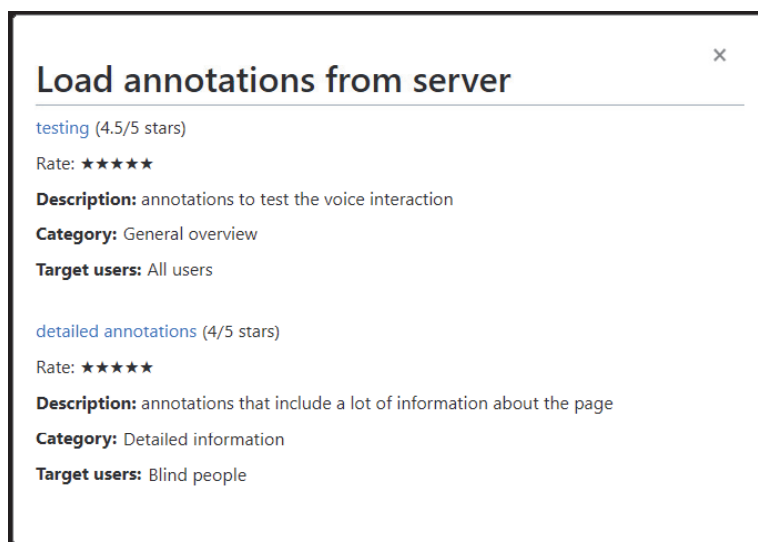 ×
Load annotations from server
testing (4.5/5 stars)
Rate: ★★★★★
Description: annotations to test the voice interaction
Category: General overview
Target users: All users
detailed annotations (4/5 stars)
Rate: ★★★★★
Description: annotations that include a lot of information about the page
Category: Detailed information
Target users: Blind people